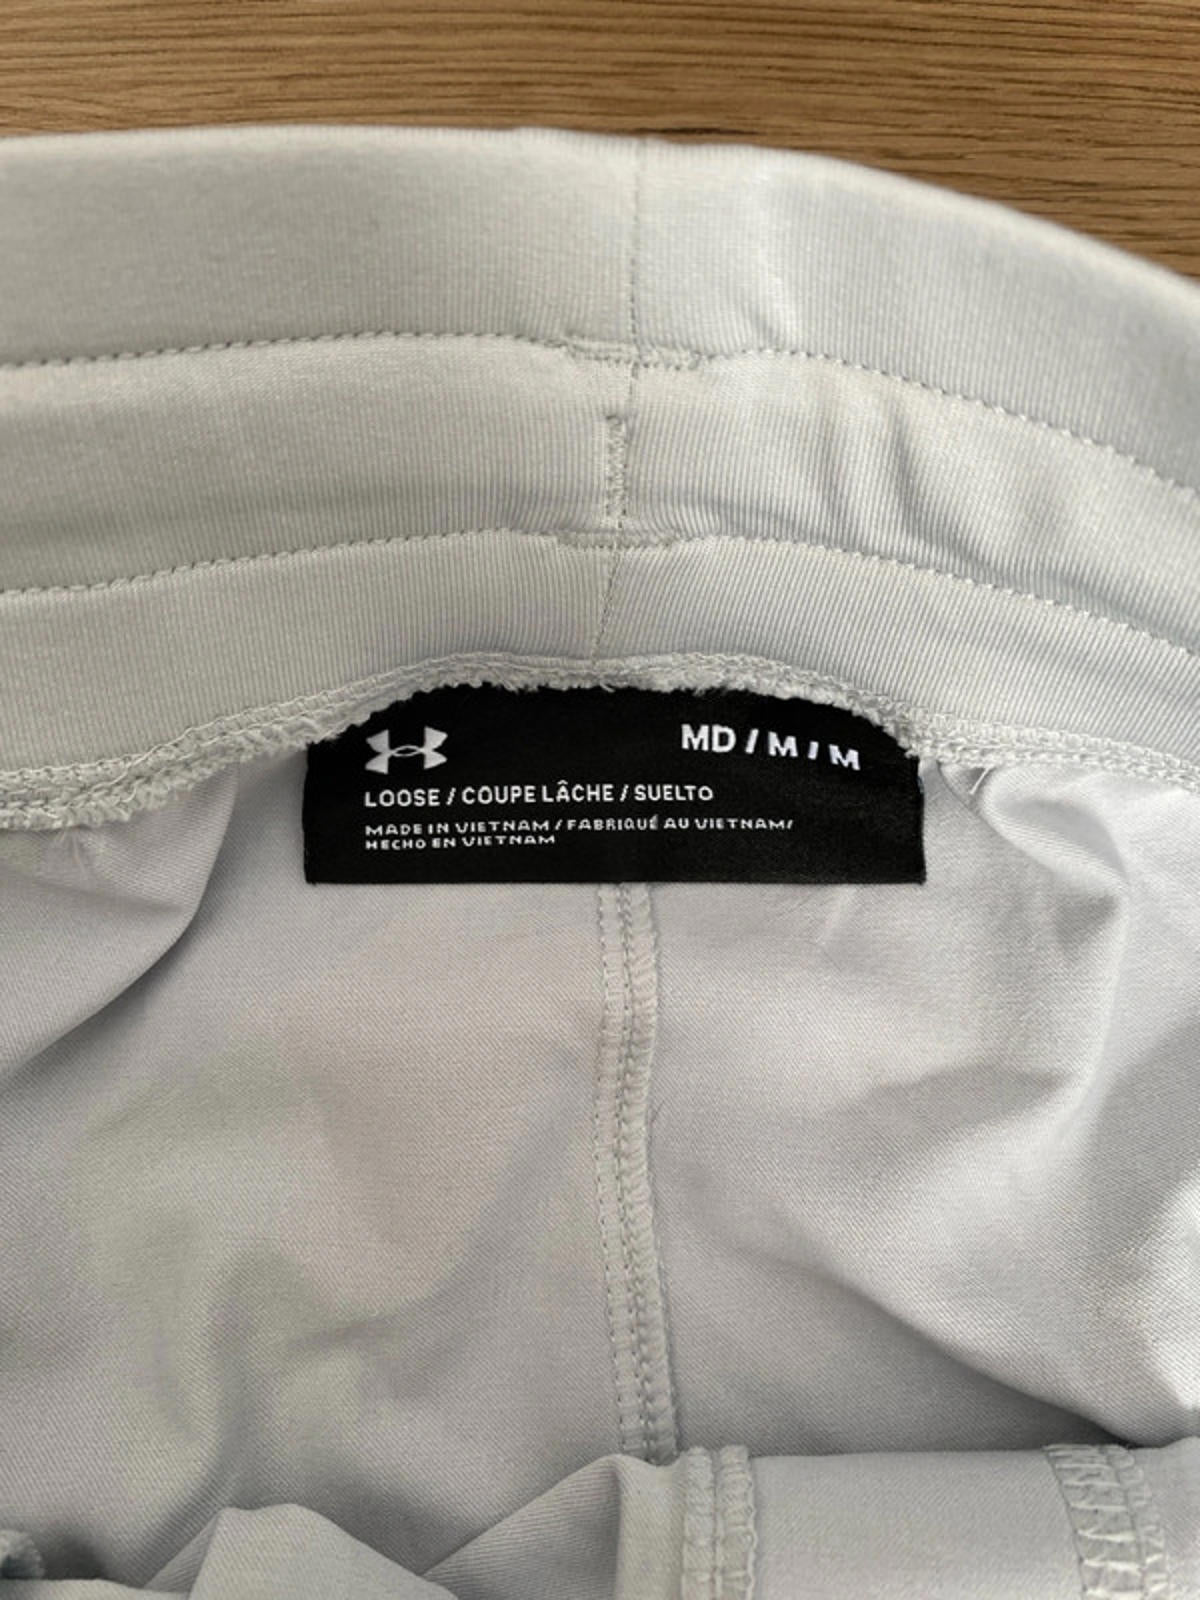 MD / M / M
LOOSE / COUPE LÂCHE / SUELTO
MADE IN VIETNAM / FABRIQUÉ AU VIETNAM/
HECHO EN VIETNAM